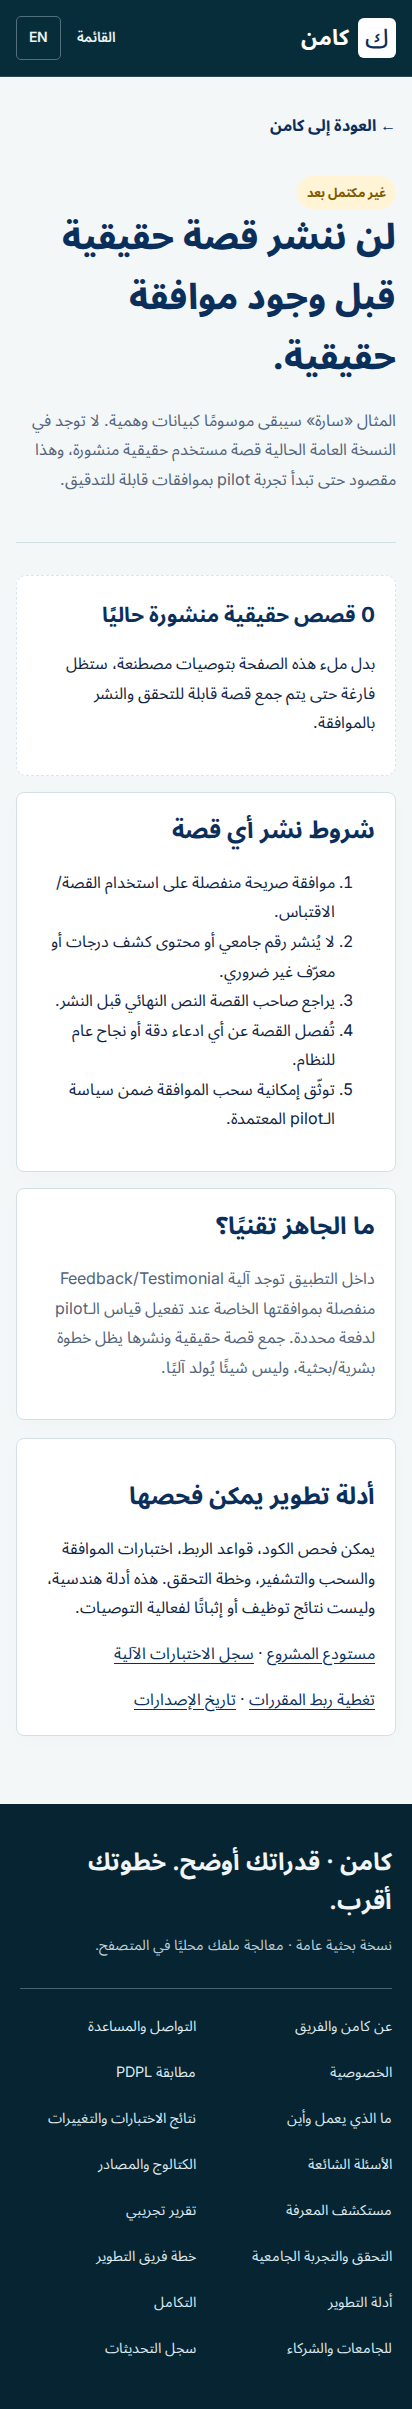 ك كامن
القائمة
EN
← العودة إلى كامن
غير مكتمل بعد
لن ننشر قصة حقيقية
قبل وجود موافقة
حقيقية.
المثال «سارة» سيبقى موسومًا كبيانات وهمية. لا توجد في
النسخة العامة الحالية قصة مستخدم حقيقية منشورة، وهذا
مقصود حتى تبدأ تجربة pilot بموافقات قابلة للتدقيق.
0 قصص حقيقية منشورة حاليًا
بدل ملء هذه الصفحة بتوصيات مصطنعة، ستظل
فارغة حتى يتم جمع قصة قابلة للتحقق والنشر
بالموافقة.
شروط نشر أي قصة
1. موافقة صريحة منفصلة على استخدام القصة/
الاقتباس.
2. لا يُنشر رقم جامعي أو محتوى كشف درجات أو
معرّف غير ضروري.
3. يراجع صاحب القصة النص النهائي قبل النشر.
4. تُفصل القصة عن أي ادعاء دقة أو نجاح عام
للنظام.
5. توثّق إمكانية سحب الموافقة ضمن سياسة
الـpilot المعتمدة.
ما الجاهز تقنيًا؟
داخل التطبيق توجد آلية Feedback/Testimonial
منفصلة بموافقتها الخاصة عند تفعيل قياس الـpilot
لدفعة محددة. جمع قصة حقيقية ونشرها يظل خطوة
بشرية/بحثية، وليس شيئًا يُولد آليًا.
أدلة تطوير يمكن فحصها
يمكن فحص الكود، قواعد الربط، اختبارات الموافقة
والسحب والتشفير، وخطة التحقق. هذه أدلة هندسية،
وليست نتائج توظيف أو إثباتًا لفعالية التوصيات.
مستودع المشروع · سجل الاختبارات الآلية
تغطية ربط المقررات · تاريخ الإصدارات
كامن · قدراتك أوضح. خطوتك
أقرب.
نسخة بحثية عامة · معالجة ملفك محليًا في المتصفح.
عن كامن والفريق
التواصل والمساعدة
الخصوصية
مطابقة PDPL
ما الذي يعمل وأين
نتائج الاختبارات والتغييرات
الأسئلة الشائعة
الكتالوج والمصادر
مستكشف المعرفة
تقرير تجريبي
التحقق والتجربة الجامعية
خطة فريق التطوير
أدلة التطوير
التكامل
للجامعات والشركاء
سجل التحديثات